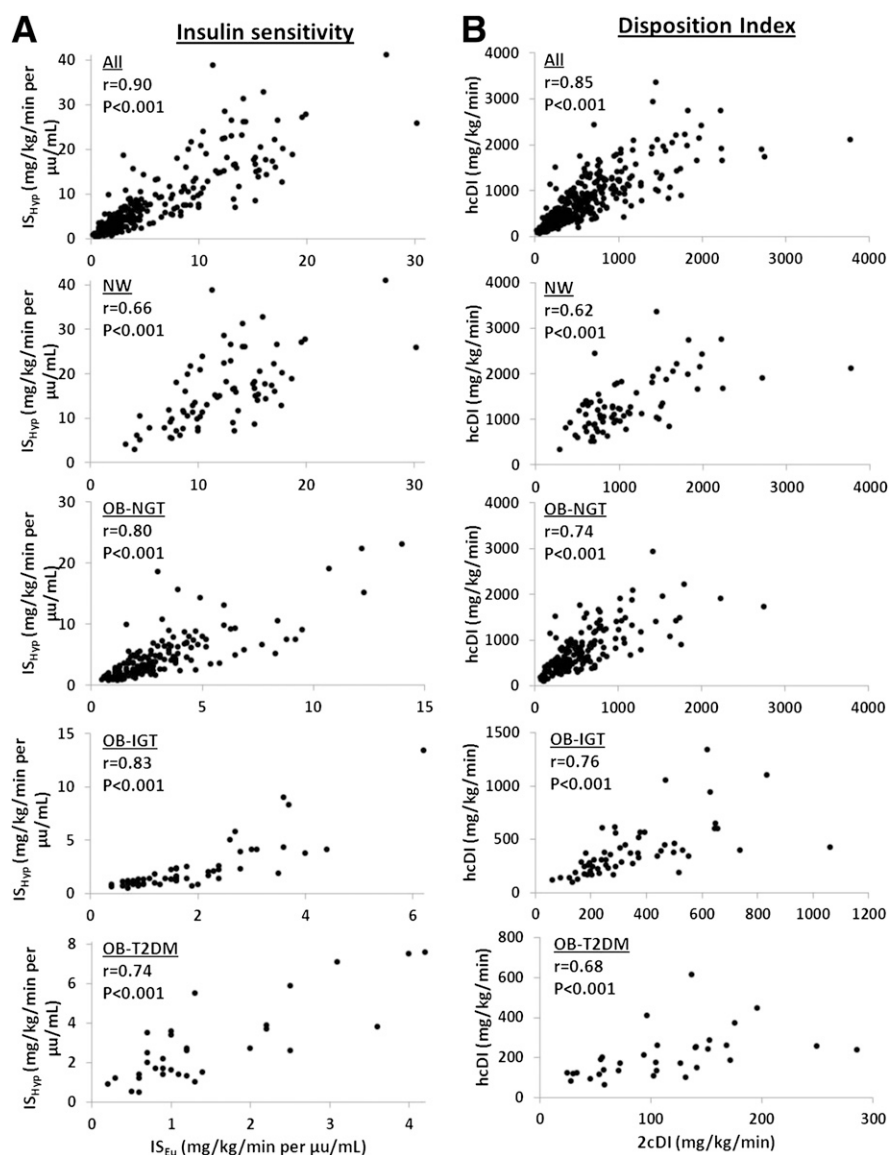 A
Insulin sensitivity
All
r=0.90
P<0.001
IS_Hyp (mg/kg/min per
μu/mL)
40
30
20
10
0
0 10 20 30
NW
r=0.66
P<0.001
IS_Hyp (mg/kg/min per
μu/mL)
40
30
20
10
0
0 10 20 30
OB-NGT
r=0.80
P<0.001
IS_Hyp (mg/kg/min per
μu/mL)
30
20
10
0
0 5 10 15
OB-IGT
r=0.83
P<0.001
IS_Hyp (mg/kg/min per
μu/mL)
15
10
5
0
0 2 4 6
OB-T2DM
r=0.74
P<0.001
IS_Hyp (mg/kg/min per
μu/mL)
8
6
4
2
0
0 1 2 3 4
IS_Eu (mg/kg/min per μu/mL)
B
Disposition Index
All
r=0.85
P<0.001
hcDI (mg/kg/min)
4000
3000
2000
1000
0
0 1000 2000 3000 4000
NW
r=0.62
P<0.001
hcDI (mg/kg/min)
4000
3000
2000
1000
0
0 1000 2000 3000 4000
OB-NGT
r=0.74
P<0.001
hcDI (mg/kg/min)
4000
3000
2000
1000
0
0 1000 2000 3000 4000
OB-IGT
r=0.76
P<0.001
hcDI (mg/kg/min)
1500
1000
500
0
0 200 400 600 800 1000 1200
OB-T2DM
r=0.68
P<0.001
hcDI (mg/kg/min)
800
600
400
200
0
0 100 200 300
2cDI (mg/kg/min)